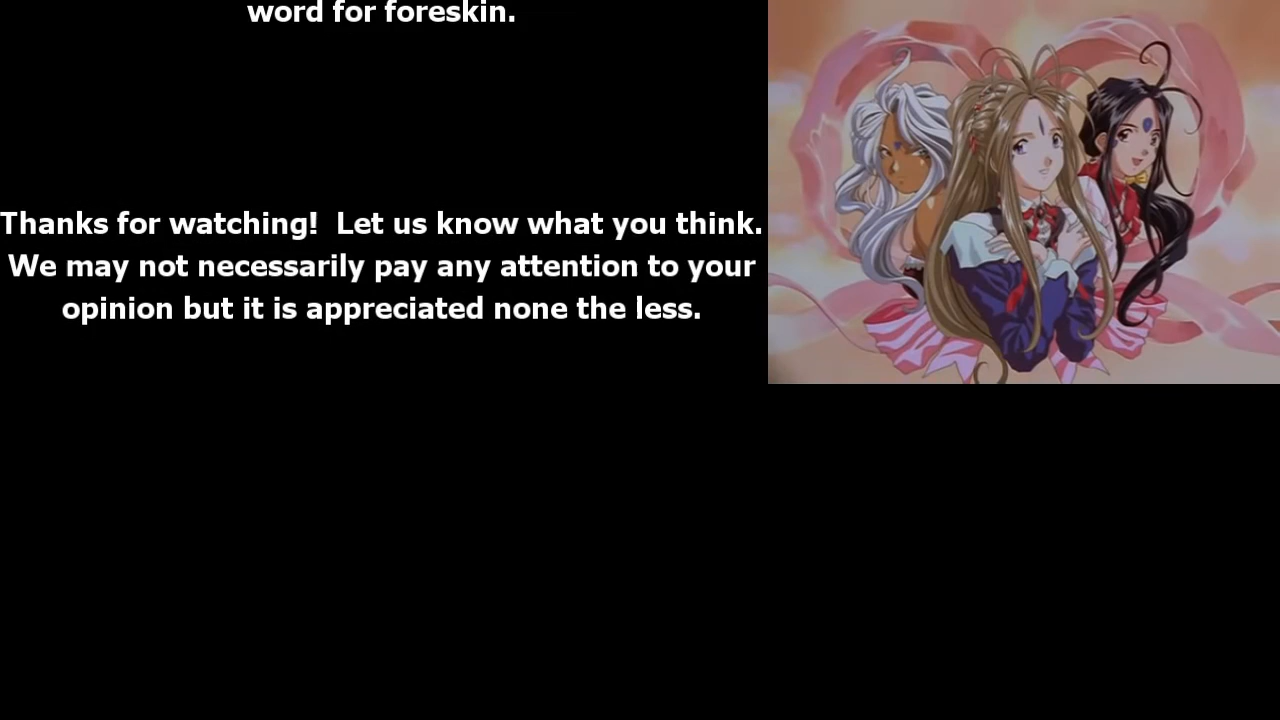 word for foreskin.
Thanks for watching!  Let us know what you think.
We may not necessarily pay any attention to your
opinion but it is appreciated none the less.